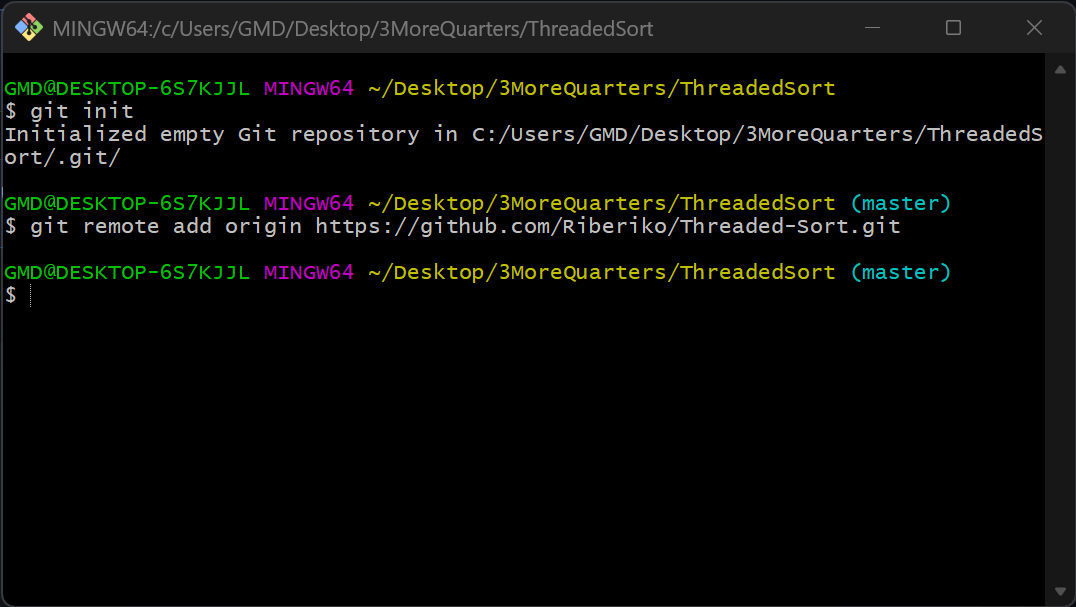 MINGW64:/c/Users/GMD/Desktop/3MoreQuarters/ThreadedSort
GMD@DESKTOP-6S7KJJL MINGW64 ~/Desktop/3MoreQuarters/ThreadedSort
$ git init
Initialized empty Git repository in C:/Users/GMD/Desktop/3MoreQuarters/ThreadedS
ort/.git/
GMD@DESKTOP-6S7KJJL MINGW64 ~/Desktop/3MoreQuarters/ThreadedSort (master)
$ git remote add origin https://github.com/Riberiko/Threaded-Sort.git
GMD@DESKTOP-6S7KJJL MINGW64 ~/Desktop/3MoreQuarters/ThreadedSort (master)
$